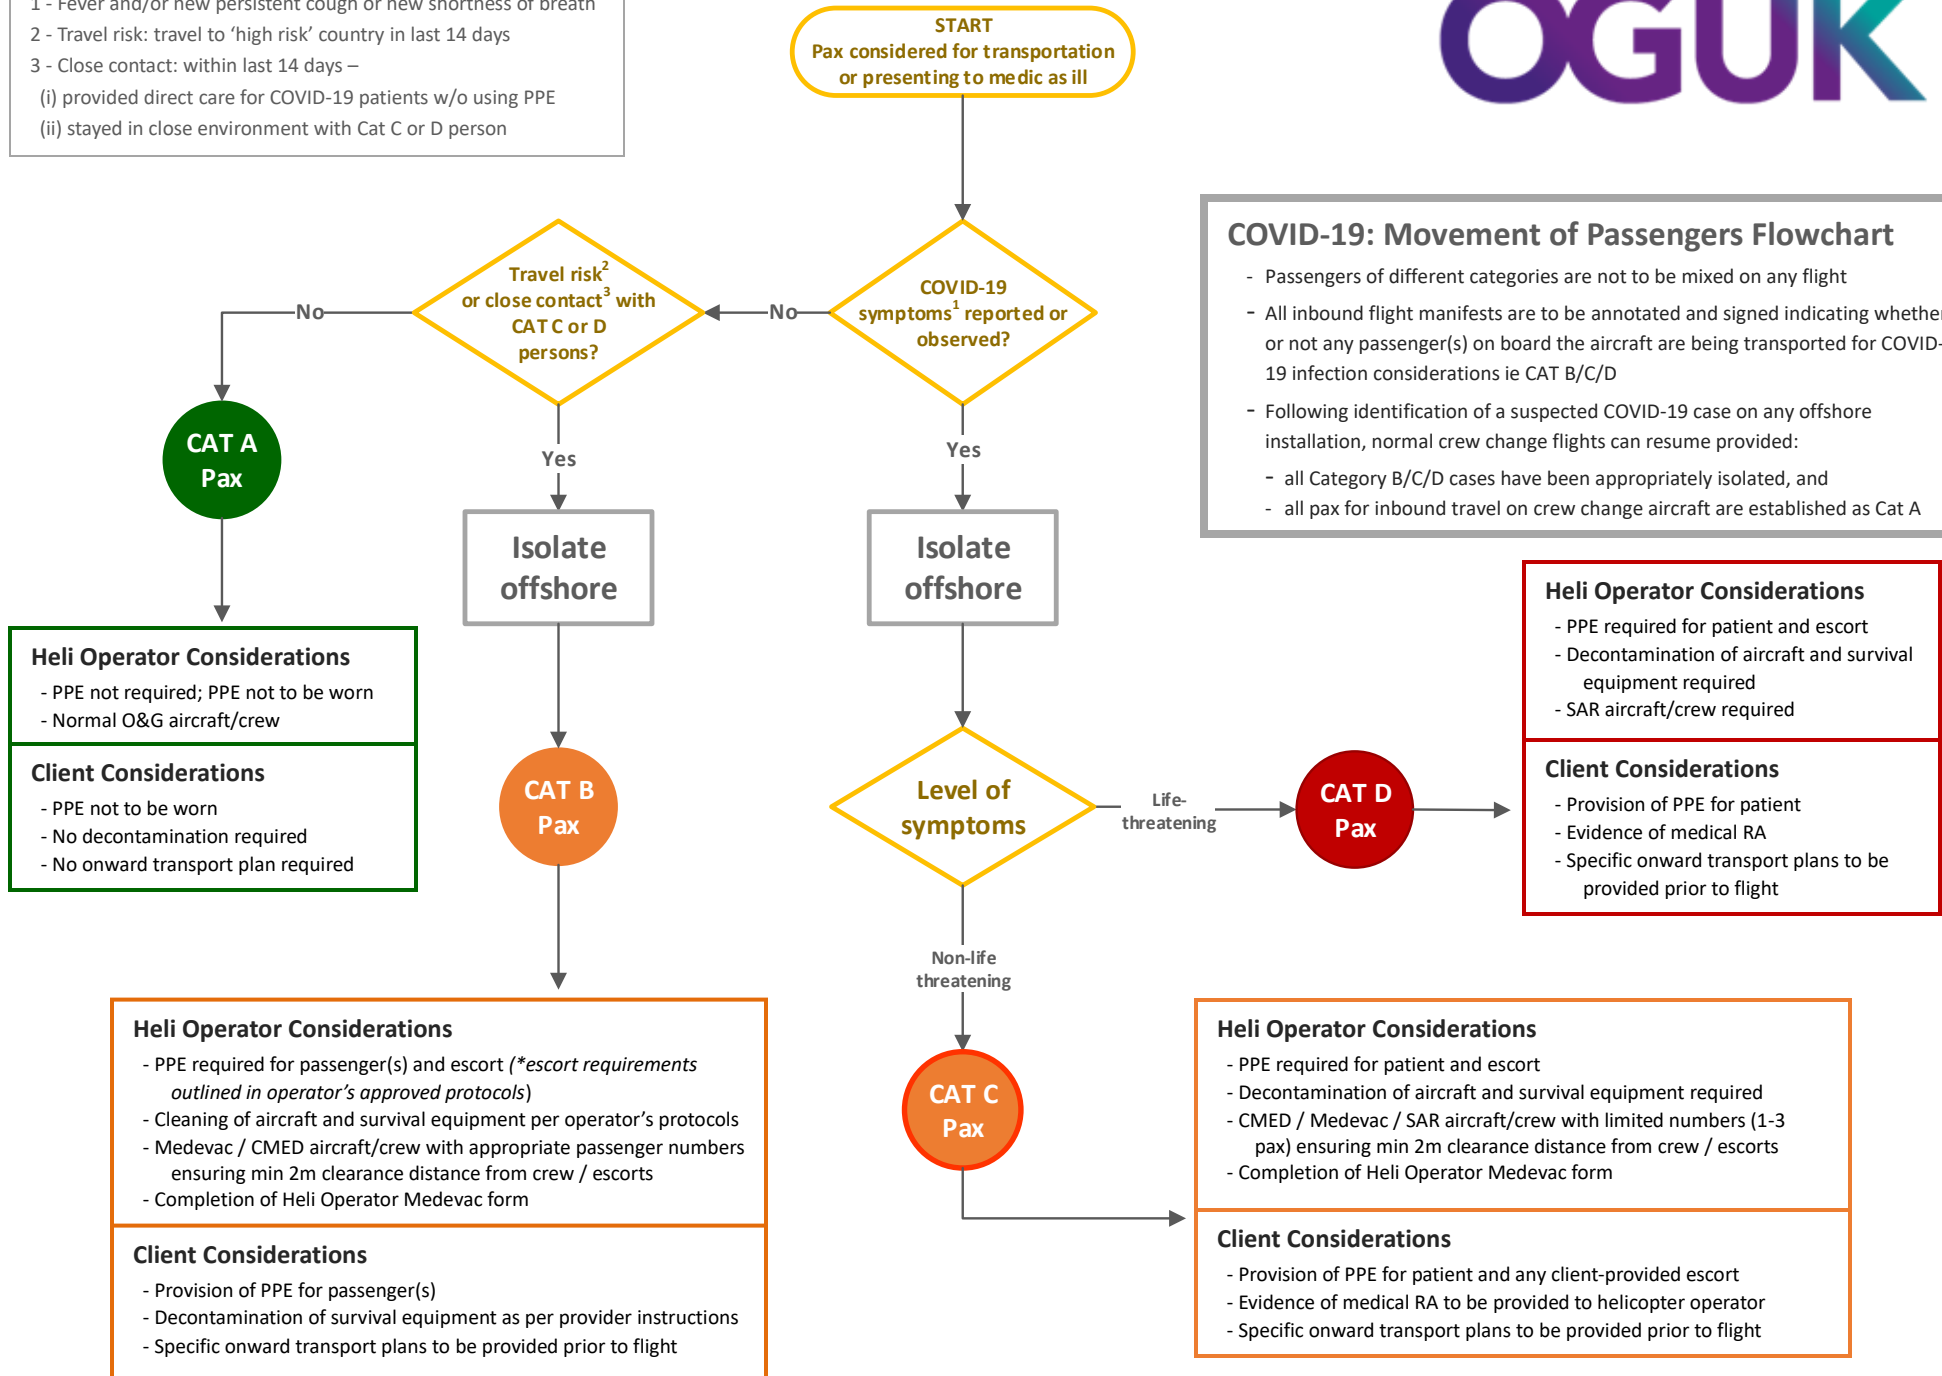 1 - Fever and/or new persistent cough or new shortness of breath
2 - Travel risk: travel to ‘high risk’ country in last 14 days
3 - Close contact: within last 14 days –
(i) provided direct care for COVID-19 patients w/o using PPE
(ii) stayed in close environment with Cat C or D person
START
Pax considered for transportation
or presenting to medic as ill
OGUK
COVID-19: Movement of Passengers Flowchart
- Passengers of different categories are not to be mixed on any flight
- All inbound flight manifests are to be annotated and signed indicating whether
or not any passenger(s) on board the aircraft are being transported for COVID-
19 infection considerations ie CAT B/C/D
- Following identification of a suspected COVID-19 case on any offshore
installation, normal crew change flights can resume provided:
- all Category B/C/D cases have been appropriately isolated, and
- all pax for inbound travel on crew change aircraft are established as Cat A
COVID-19
symptoms1 reported or
observed?
No
Travel risk2
or close contact3 with
CAT C or D
persons?
No
CAT A
Pax
Yes
Yes
Isolate
offshore
Isolate
offshore
Heli Operator Considerations
- PPE not required; PPE not to be worn
- Normal O&G aircraft/crew
Client Considerations
- PPE not to be worn
- No decontamination required
- No onward transport plan required
CAT B
Pax
Level of
symptoms
Life-
threatening
CAT D
Pax
Heli Operator Considerations
- PPE required for patient and escort
- Decontamination of aircraft and survival
equipment required
- SAR aircraft/crew required
Client Considerations
- Provision of PPE for patient
- Evidence of medical RA
- Specific onward transport plans to be
provided prior to flight
Non-life
threatening
CAT C
Pax
Heli Operator Considerations
- PPE required for passenger(s) and escort (*escort requirements
outlined in operator’s approved protocols)
- Cleaning of aircraft and survival equipment per operator’s protocols
- Medevac / CMED aircraft/crew with appropriate passenger numbers
ensuring min 2m clearance distance from crew / escorts
- Completion of Heli Operator Medevac form
Client Considerations
- Provision of PPE for passenger(s)
- Decontamination of survival equipment as per provider instructions
- Specific onward transport plans to be provided prior to flight
Heli Operator Considerations
- PPE required for patient and escort
- Decontamination of aircraft and survival equipment required
- CMED / Medevac / SAR aircraft/crew with limited numbers (1-3
pax) ensuring min 2m clearance distance from crew / escorts
- Completion of Heli Operator Medevac form
Client Considerations
- Provision of PPE for patient and any client-provided escort
- Evidence of medical RA to be provided to helicopter operator
- Specific onward transport plans to be provided prior to flight